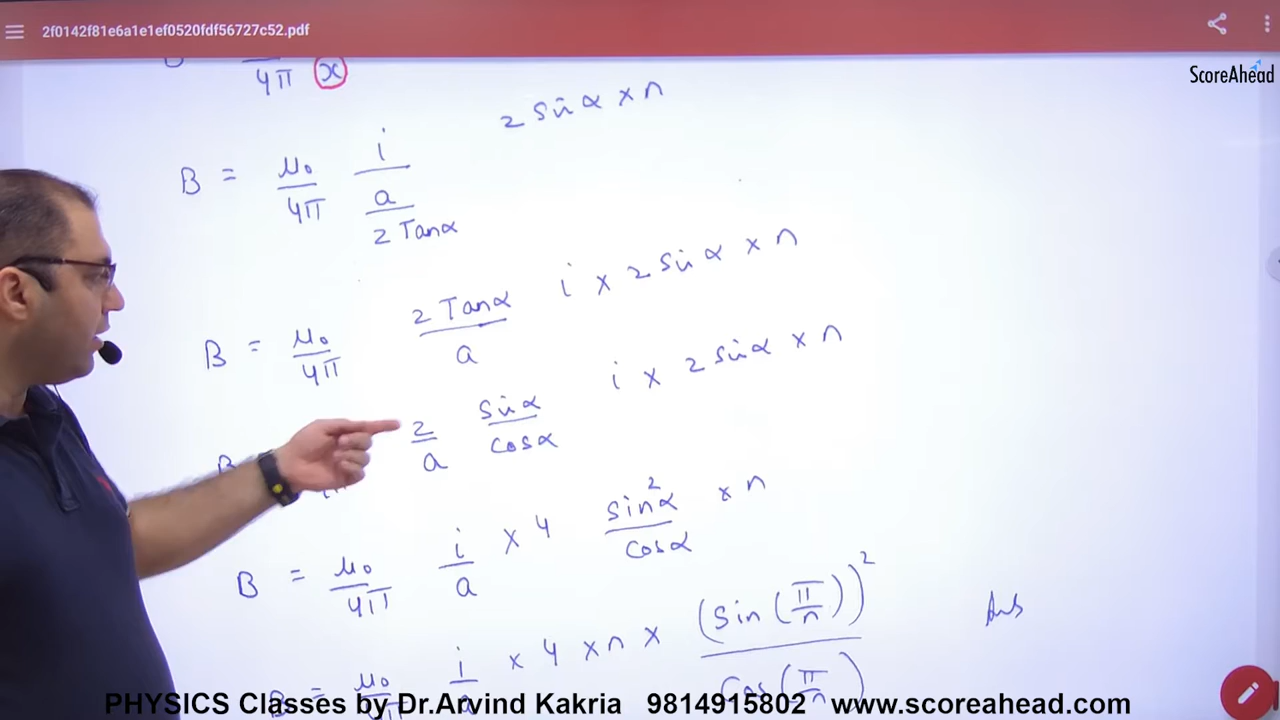 2f0142f81e6a1e1ef0520fdf56727c52.pdf
ScoreAhead
4π x
2 sin α × n
B = μ₀/4π i/(a/(2 Tanα))
B = μ₀/4π 2 Tanα/a i × 2 sin α × n
2/a sin α/cos α i × 2 sin α × n
B = μ₀/4π i/a × 4 sin²α/cos α × n
B = μ₀/4π i/a × 4 × n × (sin(π/n))²/cos(π/n) Ans
PHYSICS Classes by Dr.Arvind Kakria 9814915802 www.scoreahead.com